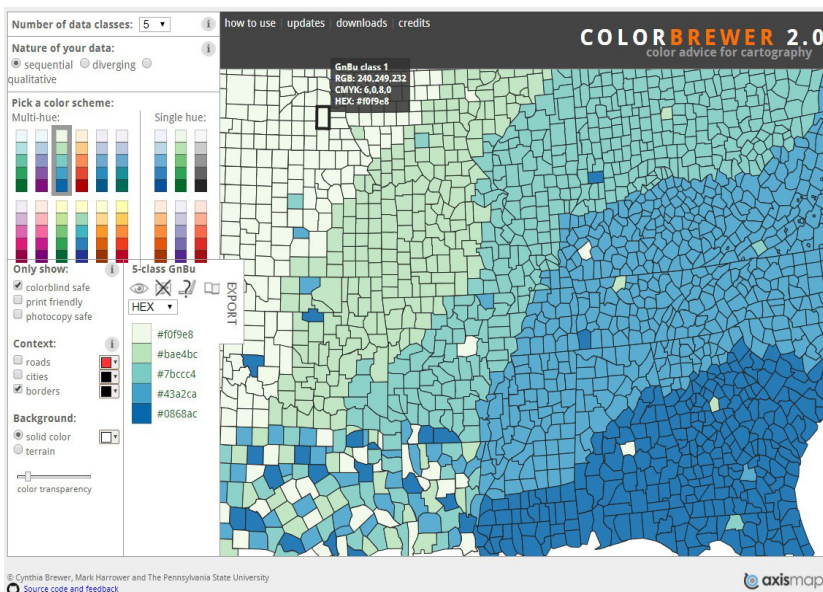 Number of data classes: 5 i
how to use | updates | downloads | credits
COLORBREWER 2.0
color advice for cartography
Nature of your data: i
sequential diverging
qualitative
Pick a color scheme:
Multi-hue: Single hue:
GnBu class 1
RGB: 240,249,232
CMYK: 6,0,8,0
HEX: #f0f9e8
Only show: i
colorblind safe
print friendly
photocopy safe
Context: i
roads
cities
borders
Background:
solid color
terrain
color transparency
5-class GnBu
HEX
EXPORT
#f0f9e8
#bae4bc
#7bccc4
#43a2ca
#0868ac
© Cynthia Brewer, Mark Harrower and The Pennsylvania State University
Source code and feedback
axismap